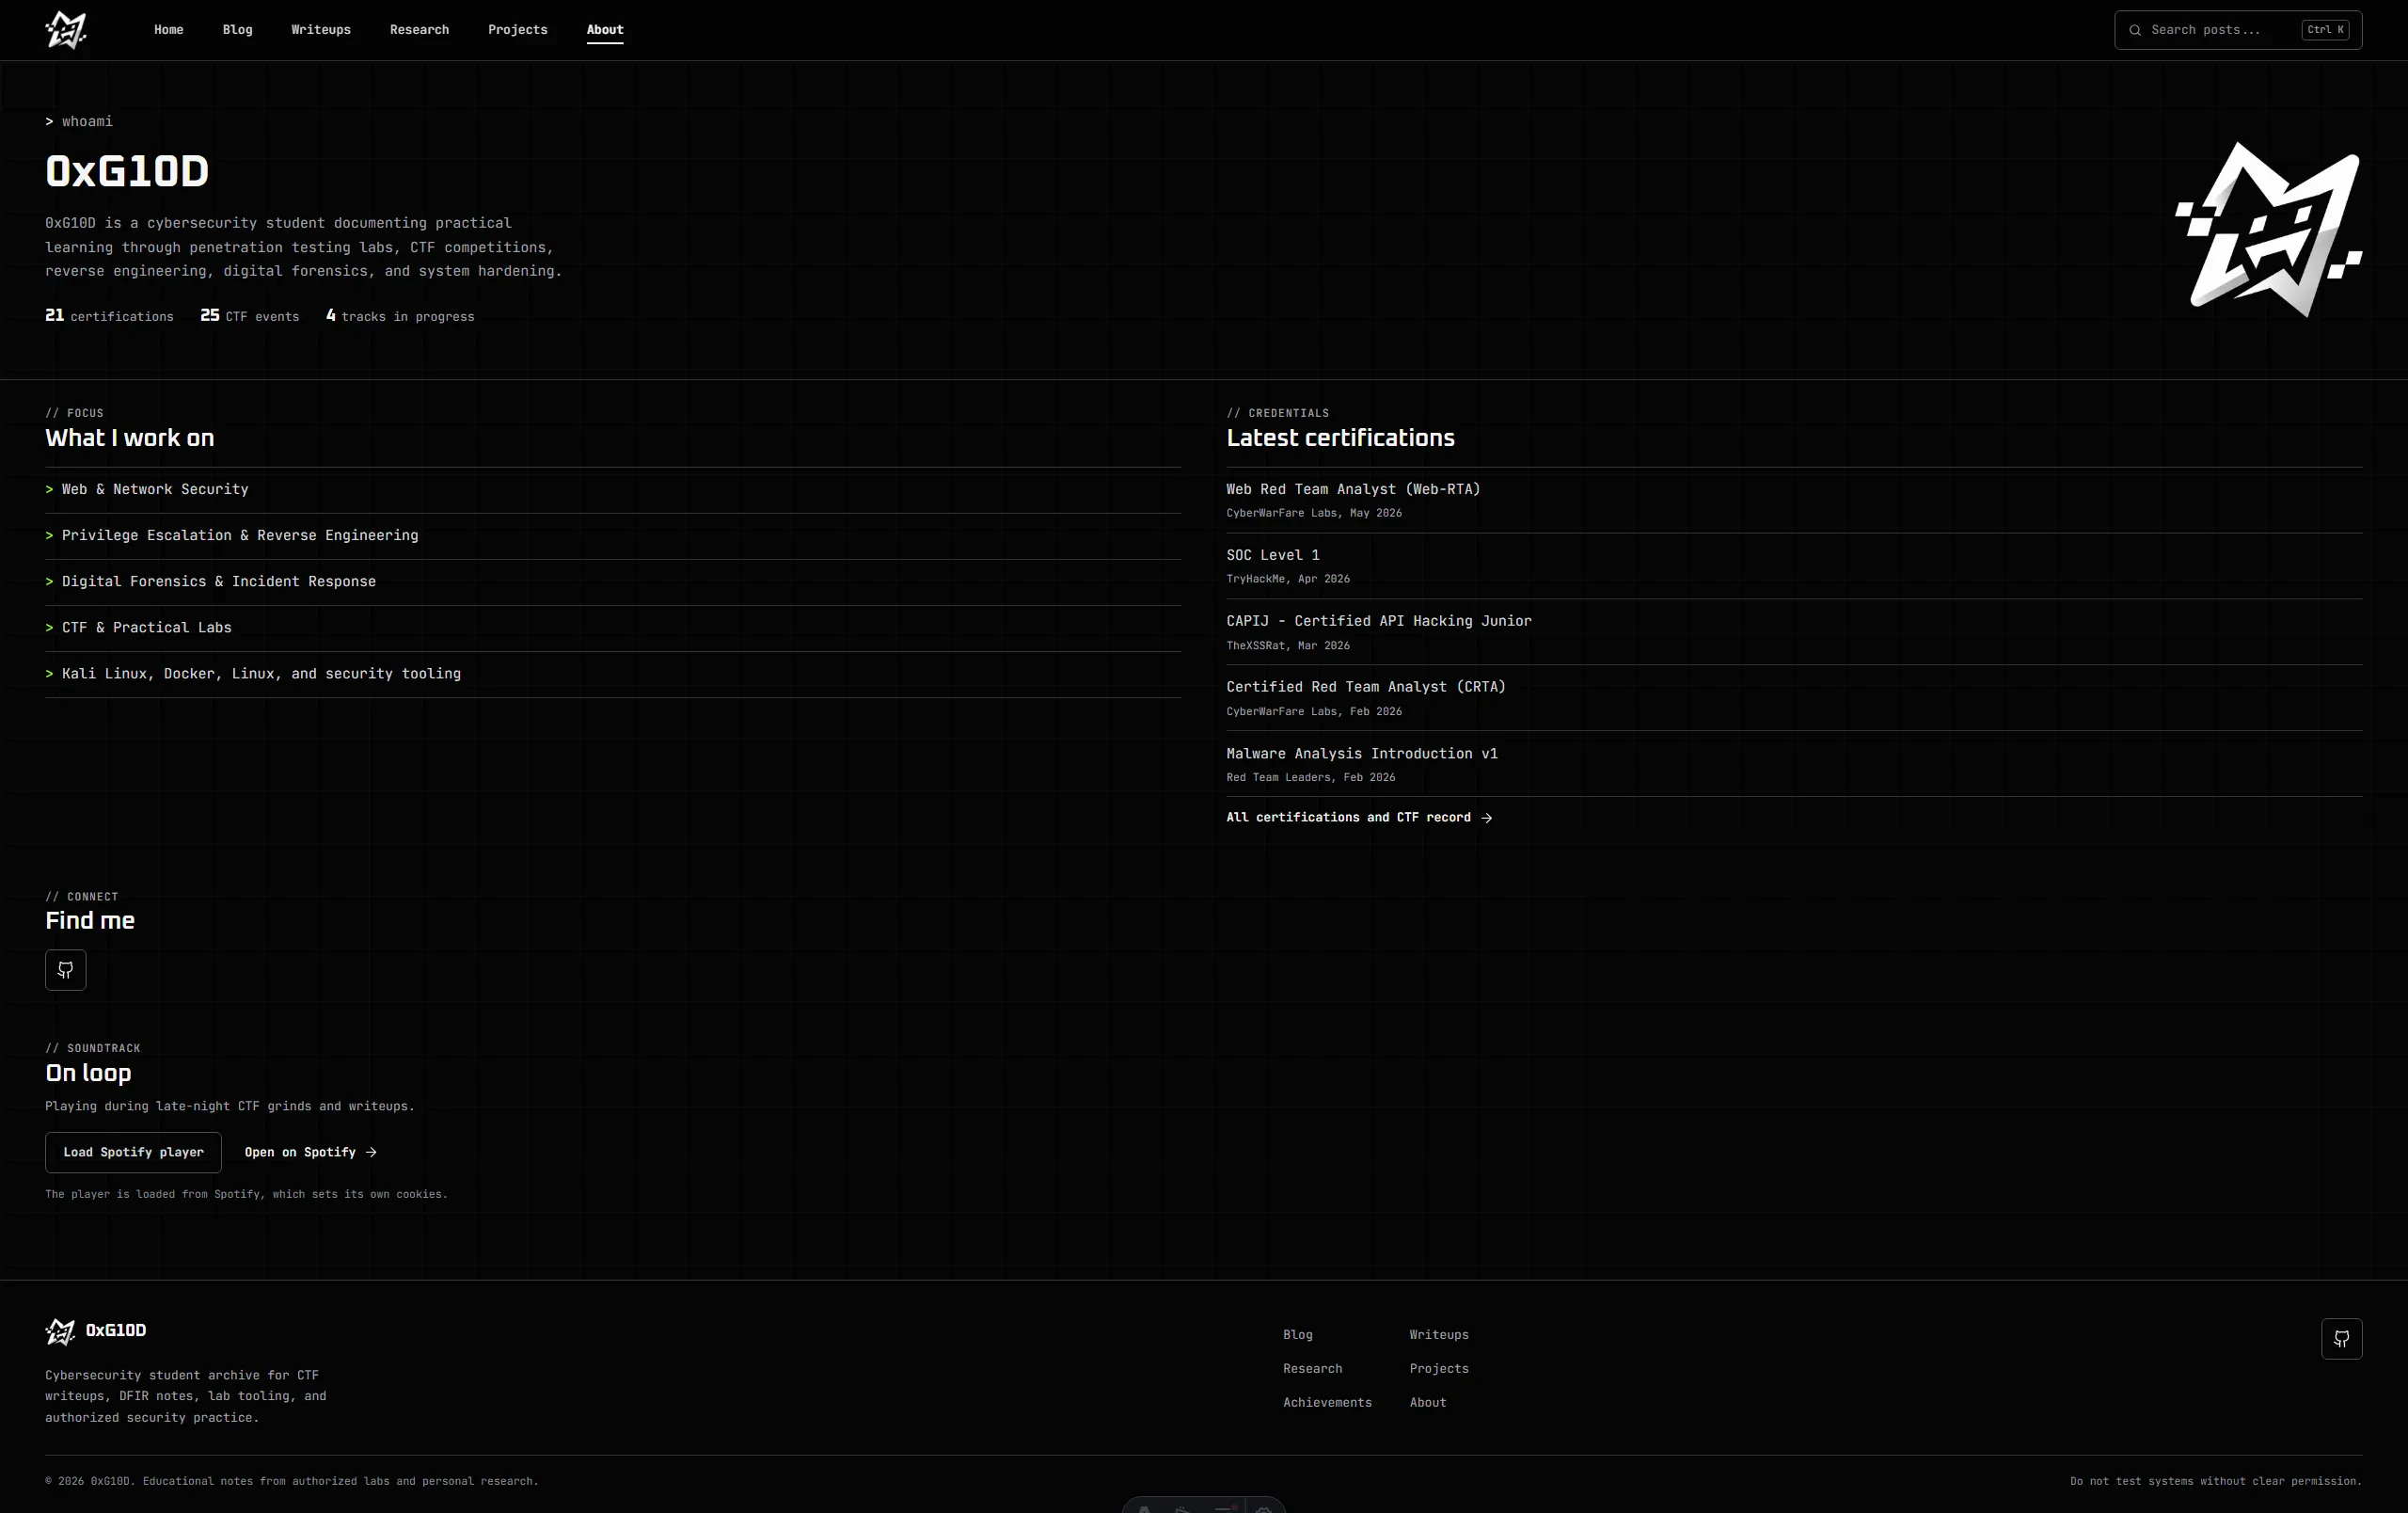 Home Blog Writeups Research Projects About
Search posts... Ctrl K
> whoami
0xG10D
0xG10D is a cybersecurity student documenting practical
learning through penetration testing labs, CTF competitions,
reverse engineering, digital forensics, and system hardening.
21 certifications 25 CTF events 4 tracks in progress
// FOCUS
What I work on
> Web & Network Security
> Privilege Escalation & Reverse Engineering
> Digital Forensics & Incident Response
> CTF & Practical Labs
> Kali Linux, Docker, Linux, and security tooling
// CREDENTIALS
Latest certifications
Web Red Team Analyst (Web-RTA)
CyberWarFare Labs, May 2026
SOC Level 1
TryHackMe, Apr 2026
CAPIJ - Certified API Hacking Junior
TheXSSRat, Mar 2026
Certified Red Team Analyst (CRTA)
CyberWarFare Labs, Feb 2026
Malware Analysis Introduction v1
Red Team Leaders, Feb 2026
All certifications and CTF record →
// CONNECT
Find me
// SOUNDTRACK
On loop
Playing during late-night CTF grinds and writeups.
Load Spotify player Open on Spotify →
The player is loaded from Spotify, which sets its own cookies.
0xG10D
Cybersecurity student archive for CTF
writeups, DFIR notes, lab tooling, and
authorized security practice.
Blog Writeups
Research Projects
Achievements About
© 2026 0xG10D. Educational notes from authorized labs and personal research.
Do not test systems without clear permission.